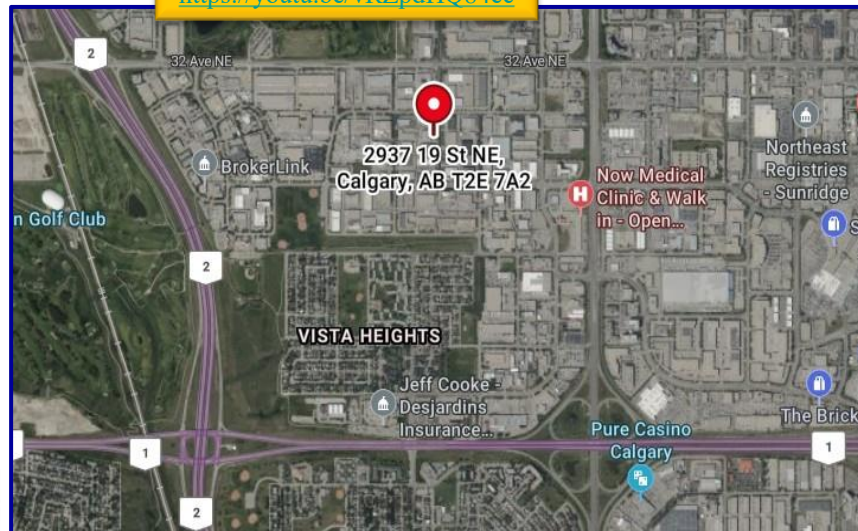 2
32 Ave NE
32 Ave NE
2937 19 St NE,
Calgary, AB T2E 7A2
BrokerLink
Northeast
Registries
- Sunridge
Now Medical
Clinic & Walk
in - Open...
n Golf Club
S
2
VISTA HEIGHTS
Jeff Cooke -
Desjardins
Insurance...
The Brick
Pure Casino
Calgary
1
1
2